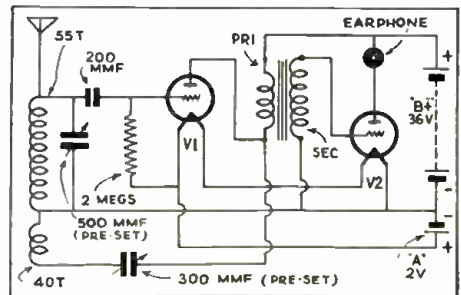 EARPHONE
55T
200
MMF
PRI
"B+"
36V
V1
SEC
V2
2 MEGS
500 MMF
(PRE-SET)
-
-
+
"A"
2V
40T
300 MMF (PRE-SET)